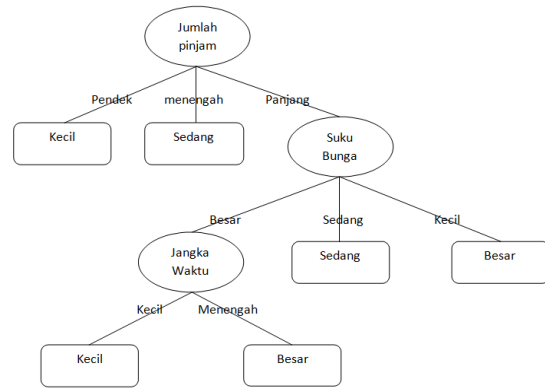 Jumlah
pinjam
Pendek menengah Panjang
Kecil
Sedang
Suku
Bunga
Besar Sedang Kecil
Jangka
Waktu
Sedang
Besar
Kecil Menengah
Kecil
Besar